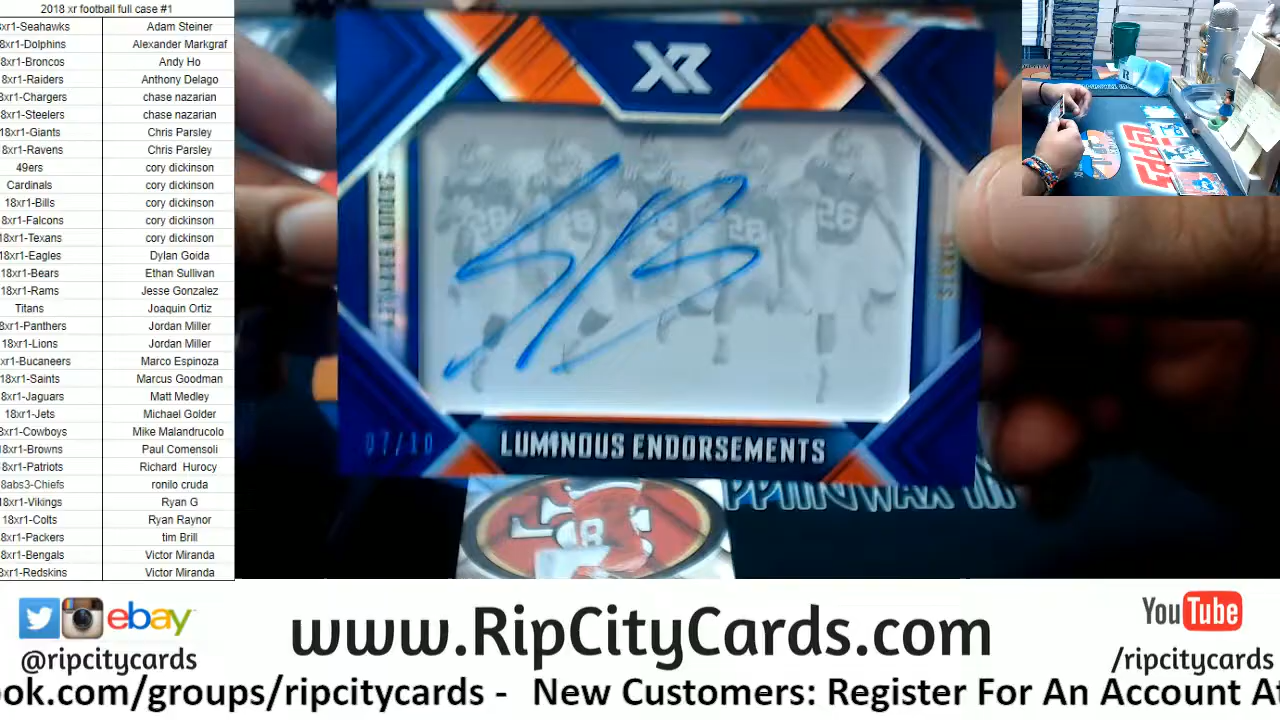 2018 xr football full case #1
8xr1-Seahawks Adam Steiner
8xr1-Dolphins Alexander Markgraf
8xr1-Broncos Andy Ho
8xr1-Raiders Anthony Delago
8xr1-Chargers chase nazarian
8xr1-Steelers chase nazarian
18xr1-Giants Chris Parsley
8xr1-Ravens Chris Parsley
49ers cory dickinson
Cardinals cory dickinson
18xr1-Bills cory dickinson
8xr1-Falcons cory dickinson
18xr1-Texans cory dickinson
8xr1-Eagles Dylan Goida
18xr1-Bears Ethan Sullivan
18xr1-Rams Jesse Gonzalez
Titans Joaquin Ortiz
8xr1-Panthers Jordan Miller
18xr1-Lions Jordan Miller
xr1-Bucaneers Marco Espinoza
18xr1-Saints Marcus Goodman
8xr1-Jaguars Matt Medley
18xr1-Jets Michael Golder
8xr1-Cowboys Mike Malandrucolo
8xr1-Browns Paul Comensoli
8xr1-Patriots Richard Hurocy
8abs3-Chiefs ronilo cruda
18xr1-Vikings Ryan G
18xr1-Colts Ryan Raynor
8xr1-Packers tim Brill
8xr1-Bengals Victor Miranda
8xr1-Redskins Victor Miranda
XR
28
26
07/10
LUMINOUS ENDORSEMENTS
ebay
@ripcitycards
www.RipCityCards.com
YouTube
/ripcitycards
ook.com/groups/ripcitycards - New Customers: Register For An Account At